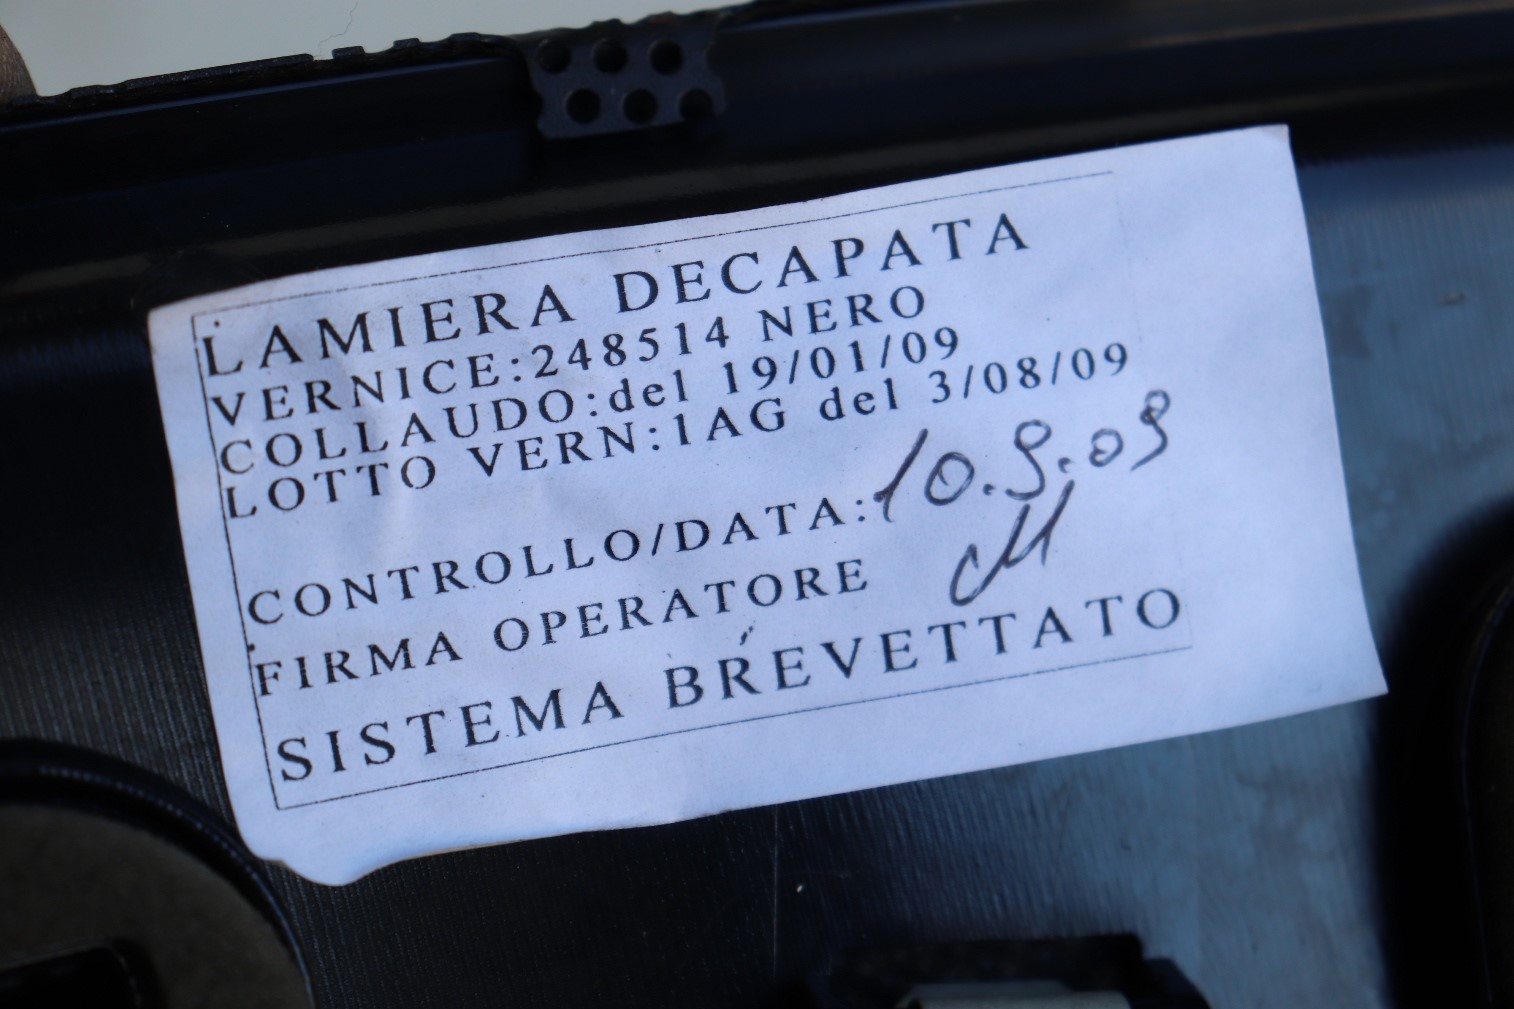 LAMIERA DECAPATA
VERNICE:248514 NERO
COLLAUDO:del 19/01/09
LOTTO VERN:1AG del 3/08/09
CONTROLLO/DATA:10.9.09
FIRMA OPERATORE
SISTEMA BREVETTATO